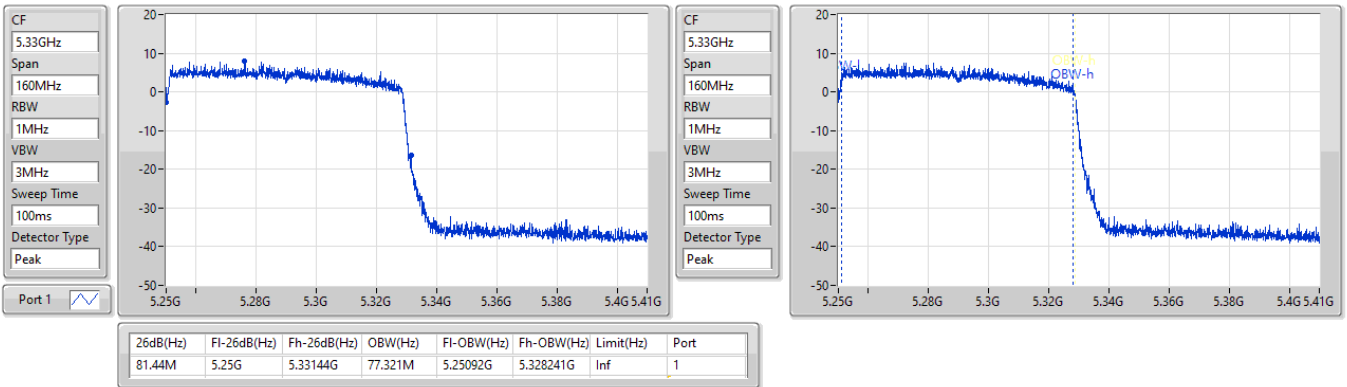 CF
5.33GHz
Span
160MHz
RBW
1MHz
VBW
3MHz
Sweep Time
100ms
Detector Type
Peak
Port 1
20
10
0
-10
-20
-30
-40
-50
5.25G 5.28G 5.3G 5.32G 5.34G 5.36G 5.38G 5.4G 5.41G
CF
5.33GHz
Span
160MHz
RBW
1MHz
VBW
3MHz
Sweep Time
100ms
Detector Type
Peak
20
10
0
-10
-20
-30
-40
-50
OBW-h
OBW-h
5.25G 5.28G 5.3G 5.32G 5.34G 5.36G 5.38G 5.4G 5.41G
26dB(Hz) Fl-26dB(Hz) Fh-26dB(Hz) OBW(Hz) Fl-OBW(Hz) Fh-OBW(Hz) Limit(Hz) Port
81.44M 5.25G 5.33144G 77.321M 5.25092G 5.328241G Inf 1